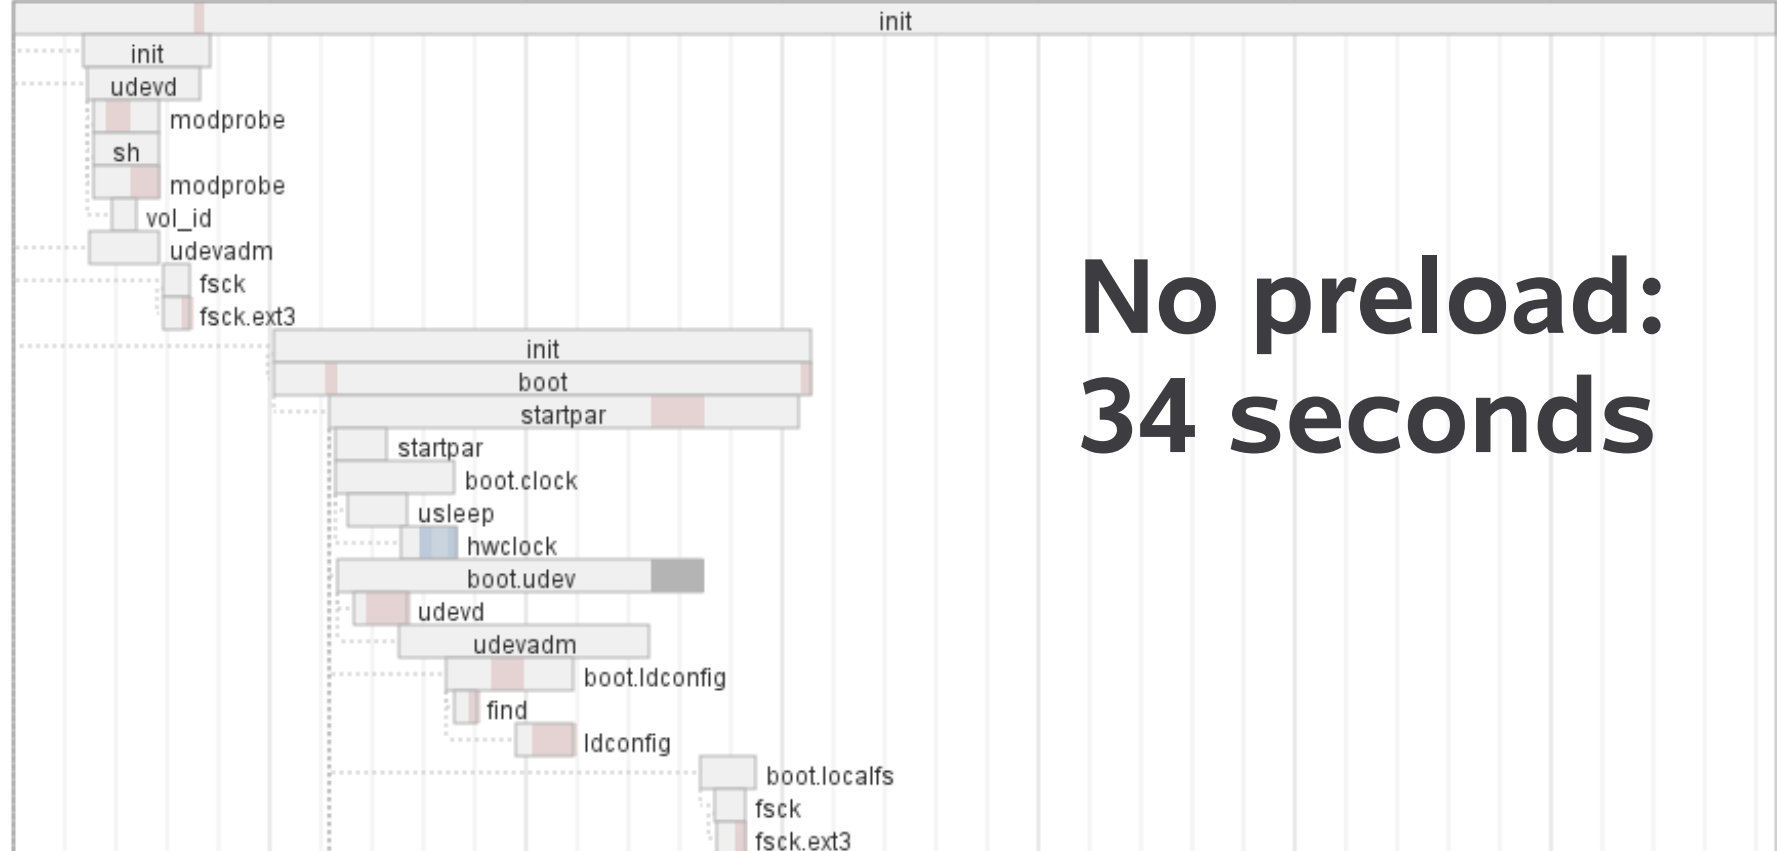 init
init
udevd
modprobe
sh
modprobe
vol_id
udevadm
fsck
fsck.ext3
init
boot
startpar
startpar
boot.clock
usleep
hwclock
boot.udev
udevd
udevadm
boot.ldconfig
find
ldconfig
boot.localfs
fsck
fsck.ext3
No preload:
34 seconds